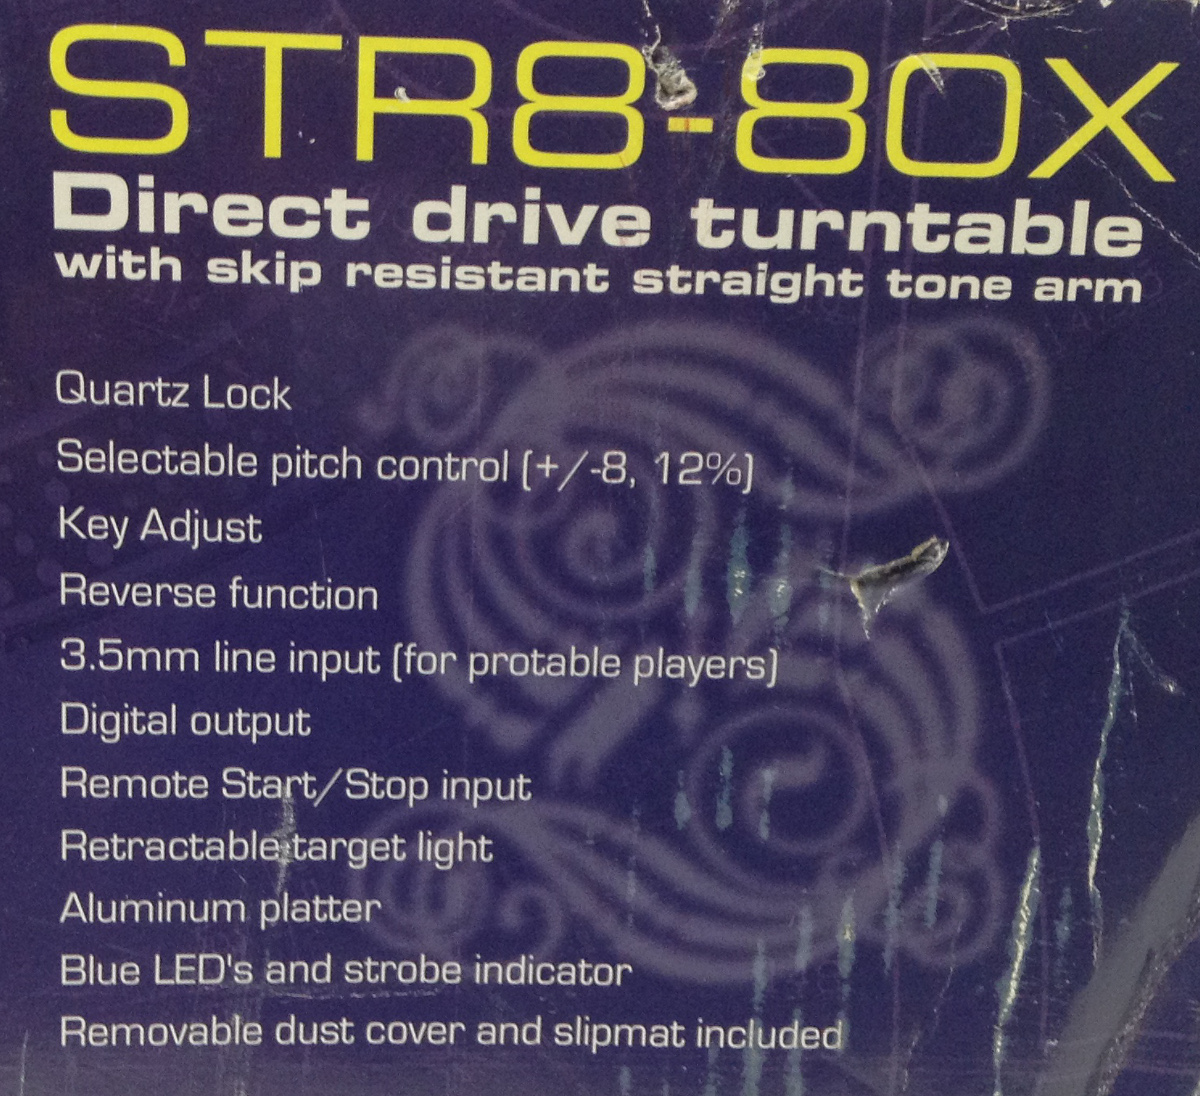 STR8-80X
Direct drive turntable
with skip resistant straight tone arm
Quartz Lock
Selectable pitch control (+/-8, 12%)
Key Adjust
Reverse function
3.5mm line input (for protable players)
Digital output
Remote Start/Stop input
Retractable target light
Aluminum platter
Blue LED's and strobe indicator
Removable dust cover and slipmat included